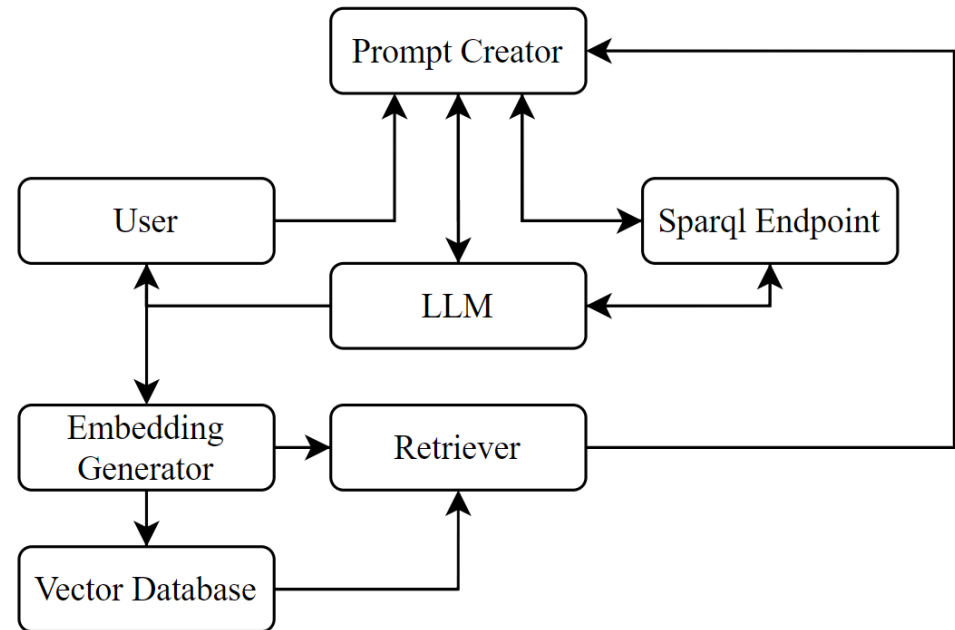 Prompt Creator
User
Sparql Endpoint
LLM
Embedding
Generator
Retriever
Vector Database